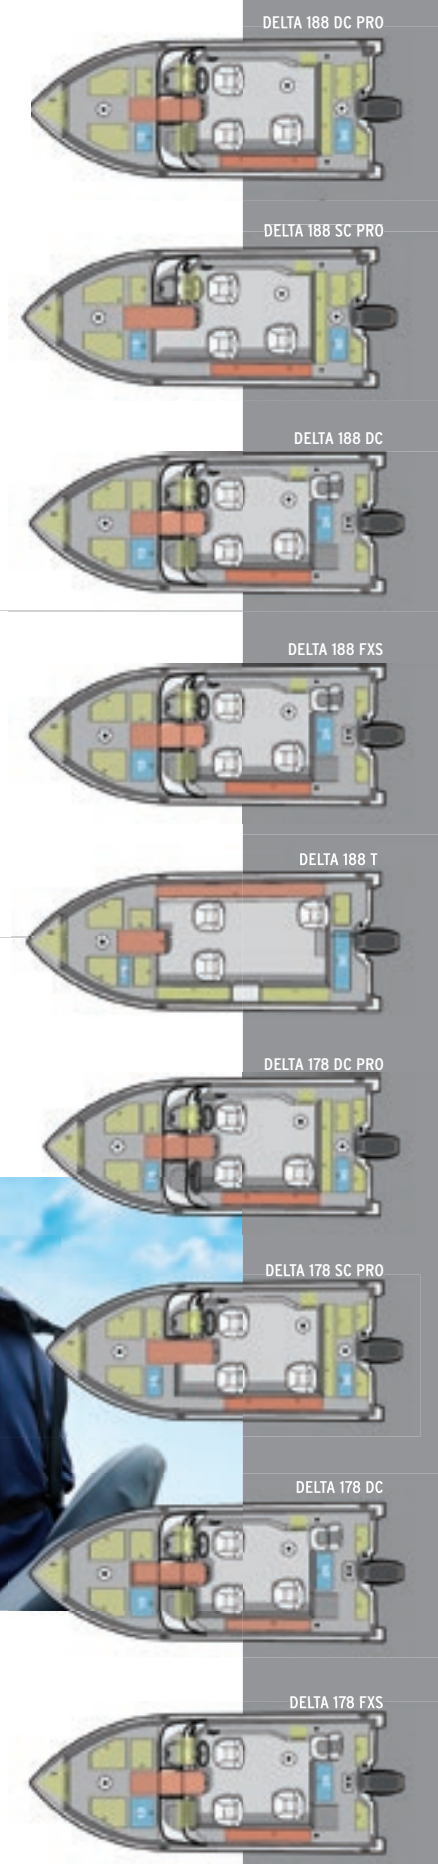 DELTA 188 DC PRO
DELTA 188 SC PRO
DELTA 188 DC
DELTA 188 FXS
DELTA 188 T
DELTA 178 DC PRO
DELTA 178 SC PRO
DELTA 178 DC
DELTA 178 FXS